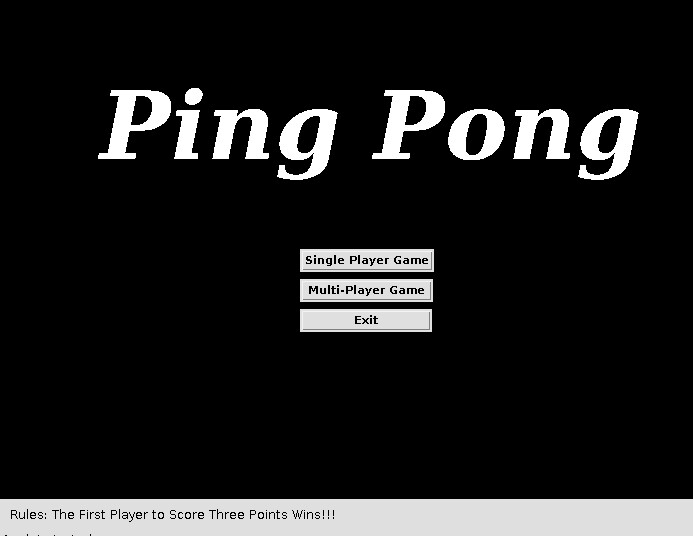 Ping Pong
Single Player Game
Multi-Player Game
Exit
Rules: The First Player to Score Three Points Wins!!!